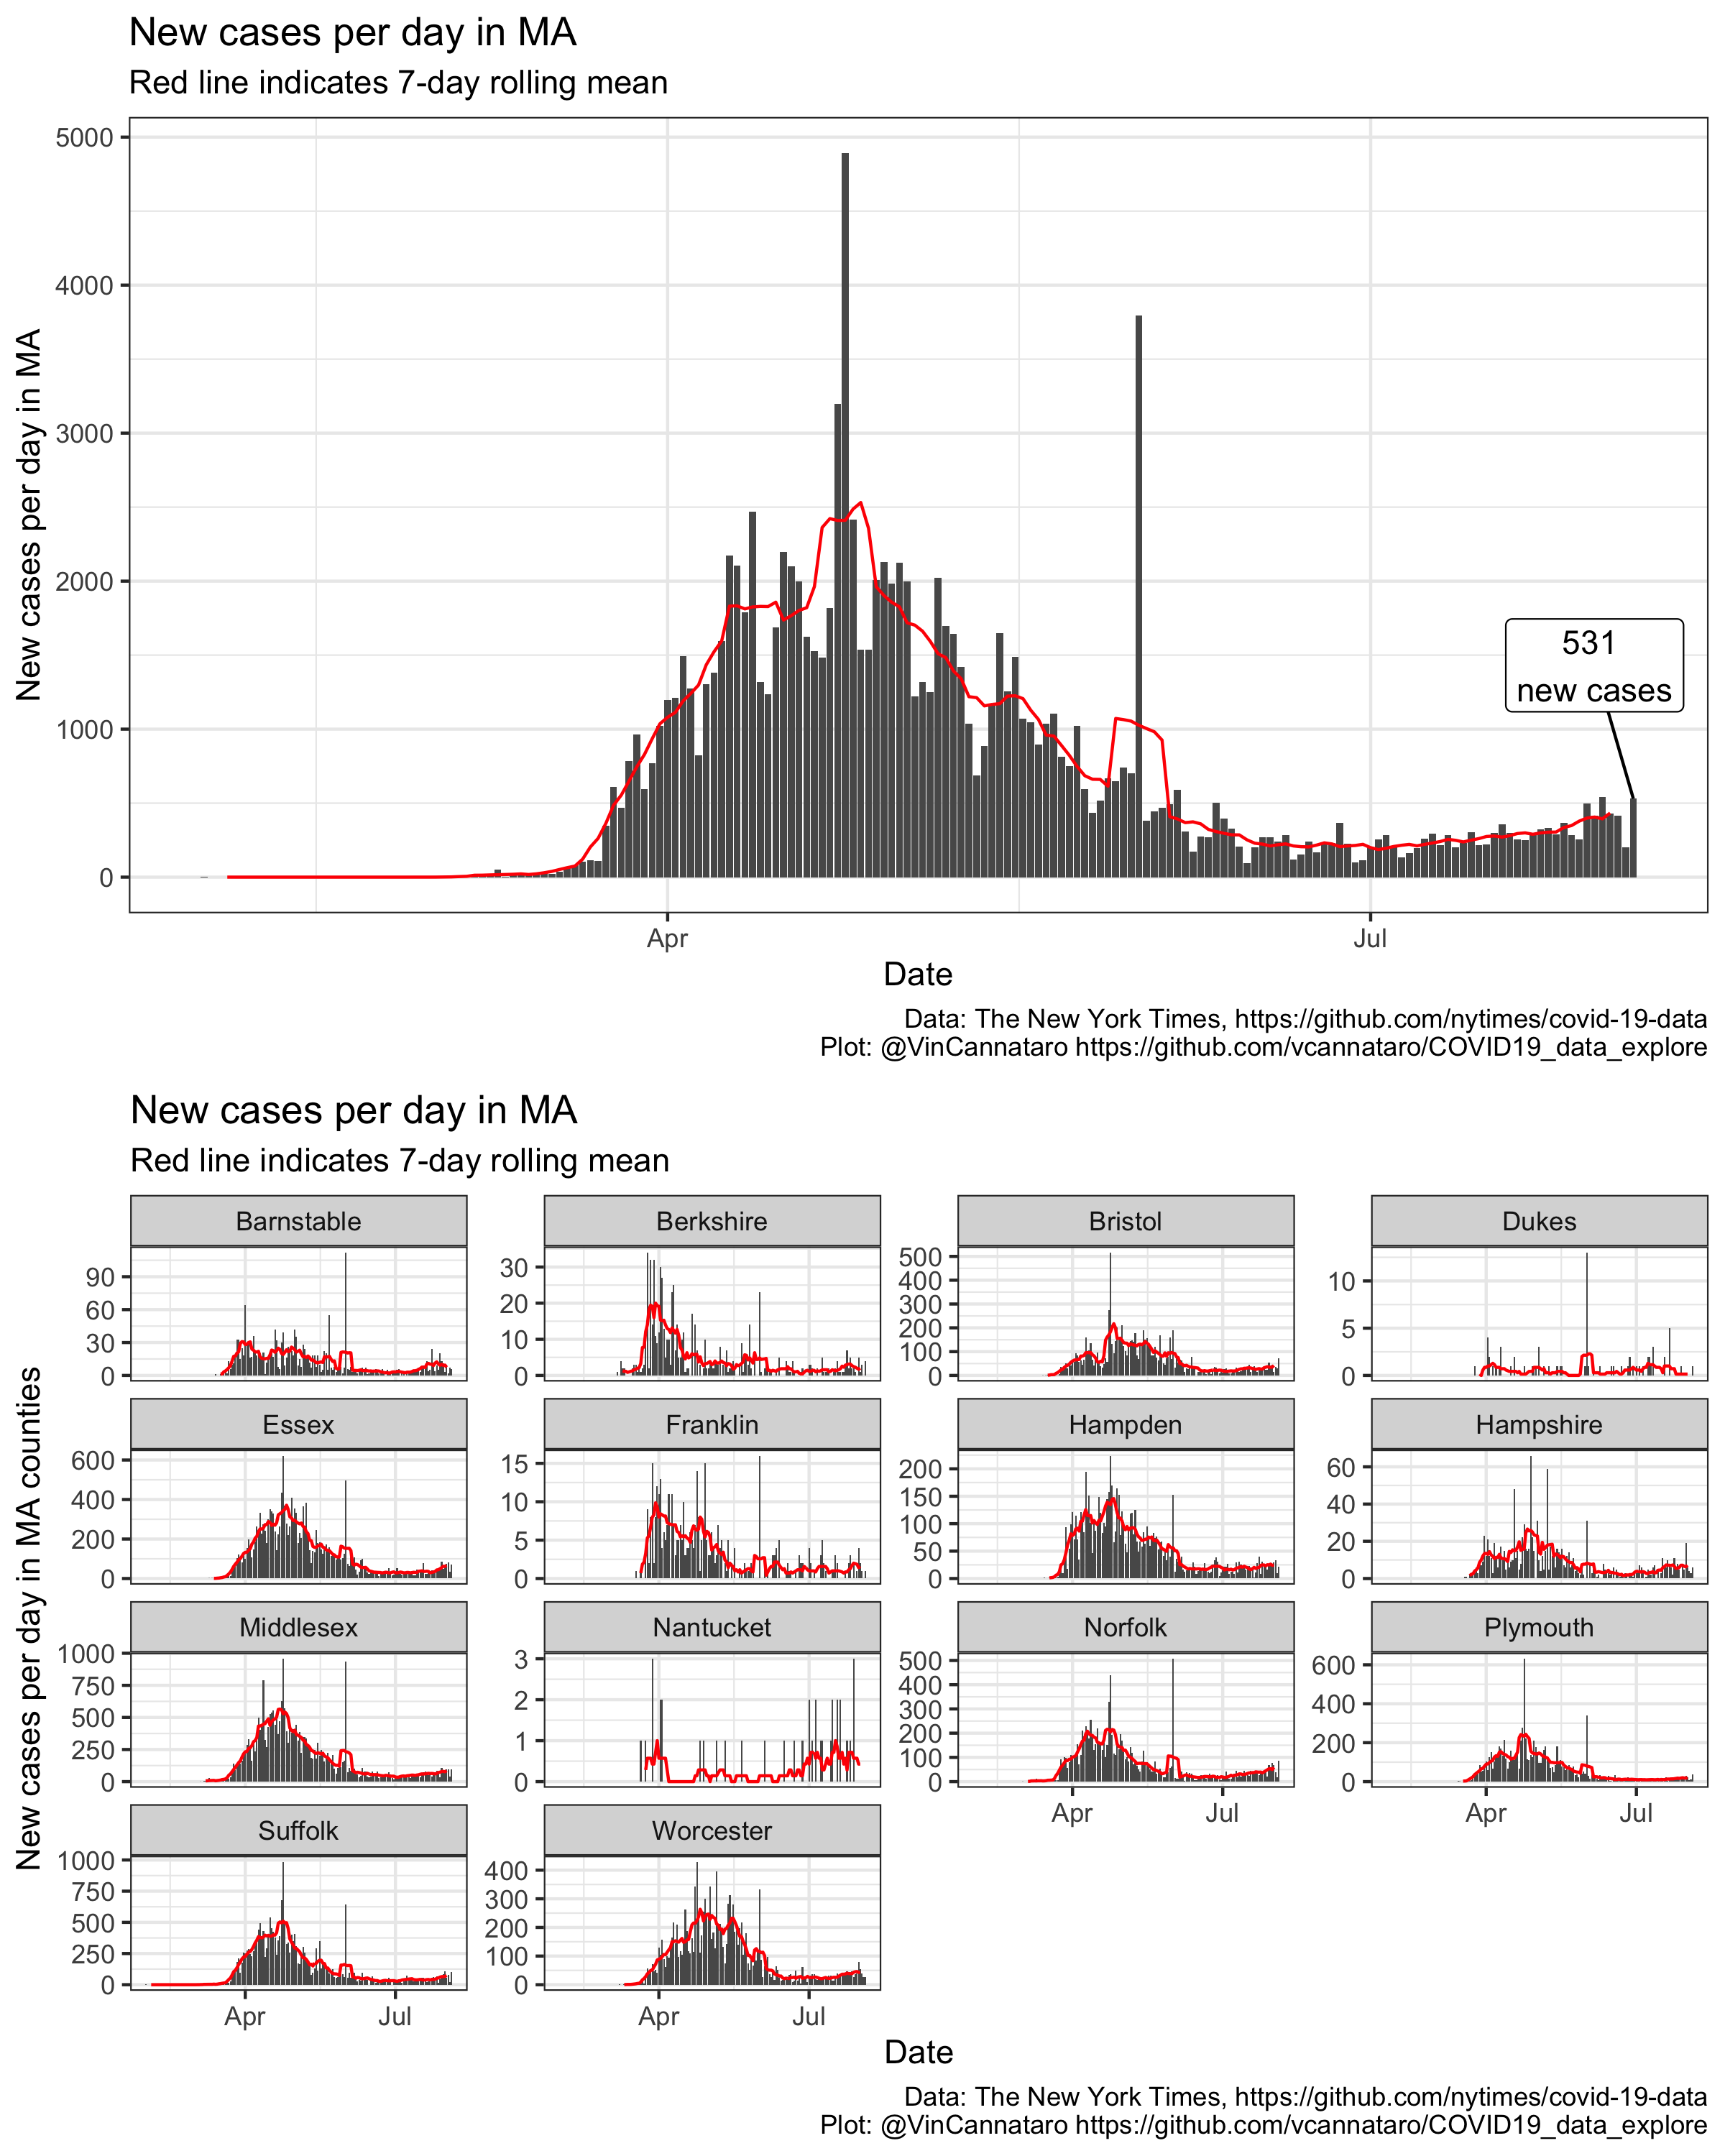 New cases per day in MA
Red line indicates 7-day rolling mean
New cases per day in MA
5000
4000
3000
2000
1000
0
531
new cases
Apr
Jul
Date
Data: The New York Times, https://github.com/nytimes/covid-19-data
Plot: @VinCannataro https://github.com/vcannataro/COVID19_data_explore
New cases per day in MA
Red line indicates 7-day rolling mean
New cases per day in MA counties
Barnstable
90
60
30
0
Berkshire
30
20
10
0
Bristol
500
400
300
200
100
0
Dukes
10
5
0
Essex
600
400
200
0
Franklin
15
10
5
0
Hampden
200
150
100
50
0
Hampshire
60
40
20
0
Middlesex
1000
750
500
250
0
Nantucket
3
2
1
0
Norfolk
500
400
300
200
100
0
Apr
Jul
Plymouth
600
400
200
0
Apr
Jul
Suffolk
1000
750
500
250
0
Apr
Jul
Worcester
400
300
200
100
0
Apr
Jul
Date
Data: The New York Times, https://github.com/nytimes/covid-19-data
Plot: @VinCannataro https://github.com/vcannataro/COVID19_data_explore